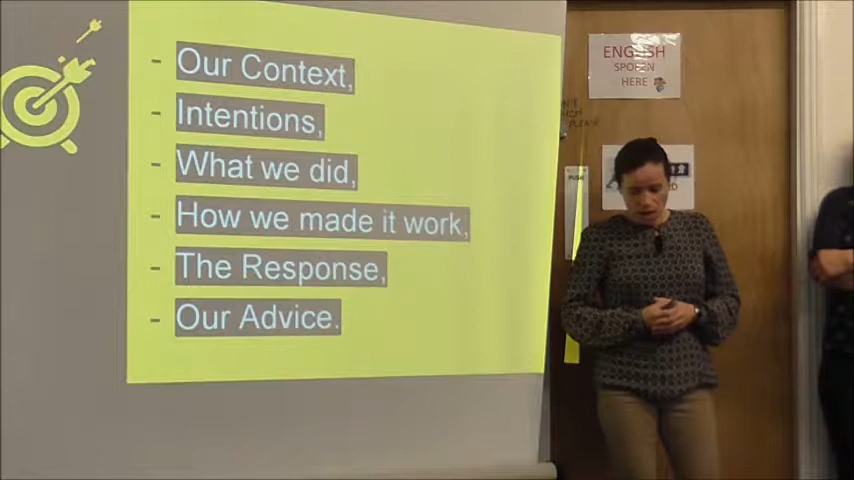 - Our Context,
- Intentions,
- What we did,
- How we made it work,
- The Response,
- Our Advice.
ENGLISH
SPOKEN
HERE
PLEASE
PUSH